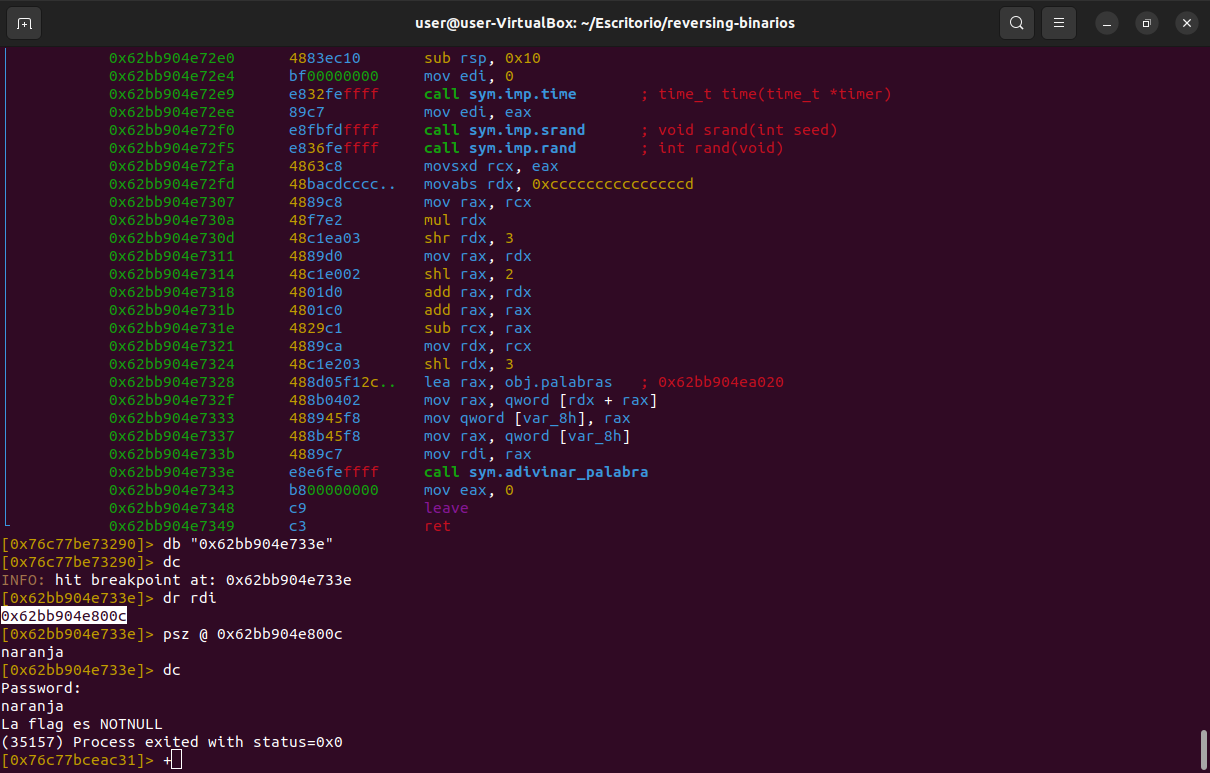 user@user-VirtualBox: ~/Escritorio/reversing-binarios
0x62bb904e72e0 4883ec10 sub rsp, 0x10
0x62bb904e72e4 bf00000000 mov edi, 0
0x62bb904e72e9 e832feffff call sym.imp.time ; time_t time(time_t *timer)
0x62bb904e72ee 89c7 mov edi, eax
0x62bb904e72f0 e8fbfdffff call sym.imp.srand ; void srand(int seed)
0x62bb904e72f5 e836feffff call sym.imp.rand ; int rand(void)
0x62bb904e72fa 4863c8 movsxd rcx, eax
0x62bb904e72fd 48bacdcccc.. movabs rdx, 0xcccccccccccccccd
0x62bb904e7307 4889c8 mov rax, rcx
0x62bb904e730a 48f7e2 mul rdx
0x62bb904e730d 48c1ea03 shr rdx, 3
0x62bb904e7311 4889d0 mov rax, rdx
0x62bb904e7314 48c1e002 shl rax, 2
0x62bb904e7318 4801d0 add rax, rdx
0x62bb904e731b 4801c0 add rax, rax
0x62bb904e731e 4829c1 sub rcx, rax
0x62bb904e7321 4889ca mov rdx, rcx
0x62bb904e7324 48c1e203 shl rdx, 3
0x62bb904e7328 488d05f12c.. lea rax, obj.palabras ; 0x62bb904ea020
0x62bb904e732f 488b0402 mov rax, qword [rdx + rax]
0x62bb904e7333 488945f8 mov qword [var_8h], rax
0x62bb904e7337 488b45f8 mov rax, qword [var_8h]
0x62bb904e733b 4889c7 mov rdi, rax
0x62bb904e733e e8e6feffff call sym.adivinar_palabra
0x62bb904e7343 b800000000 mov eax, 0
0x62bb904e7348 c9 leave
0x62bb904e7349 c3 ret
[0x76c77be73290]> db "0x62bb904e733e"
[0x76c77be73290]> dc
INFO: hit breakpoint at: 0x62bb904e733e
[0x62bb904e733e]> dr rdi
0x62bb904e800c
[0x62bb904e733e]> psz @ 0x62bb904e800c
naranja
[0x62bb904e733e]> dc
Password:
naranja
La flag es NOTNULL
(35157) Process exited with status=0x0
[0x76c77bceac31]> +